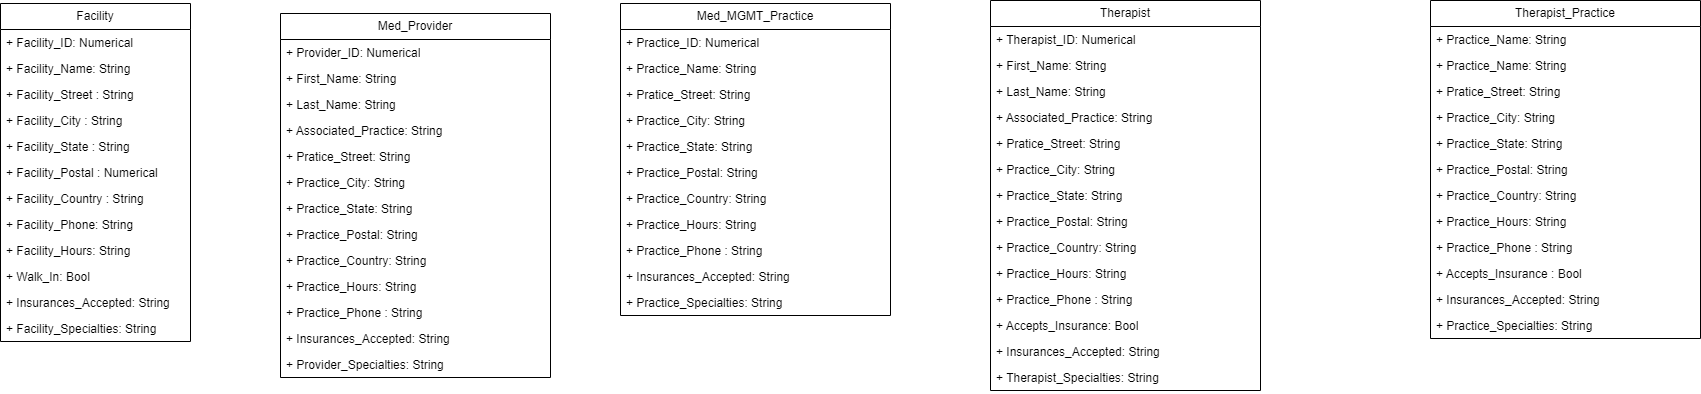 Facility
+ Facility_ID: Numerical
+ Facility_Name: String
+ Facility_Street : String
+ Facility_City : String
+ Facility_State : String
+ Facility_Postal : Numerical
+ Facility_Country : String
+ Facility_Phone: String
+ Facility_Hours: String
+ Walk_In: Bool
+ Insurances_Accepted: String
+ Facility_Specialties: String
Med_Provider
+ Provider_ID: Numerical
+ First_Name: String
+ Last_Name: String
+ Associated_Practice: String
+ Pratice_Street: String
+ Practice_City: String
+ Practice_State: String
+ Practice_Postal: String
+ Practice_Country: String
+ Practice_Hours: String
+ Practice_Phone : String
+ Insurances_Accepted: String
+ Provider_Specialties: String
Med_MGMT_Practice
+ Practice_ID: Numerical
+ Practice_Name: String
+ Pratice_Street: String
+ Practice_City: String
+ Practice_State: String
+ Practice_Postal: String
+ Practice_Country: String
+ Practice_Hours: String
+ Practice_Phone : String
+ Insurances_Accepted: String
+ Practice_Specialties: String
Therapist
+ Therapist_ID: Numerical
+ First_Name: String
+ Last_Name: String
+ Associated_Practice: String
+ Pratice_Street: String
+ Practice_City: String
+ Practice_State: String
+ Practice_Postal: String
+ Practice_Country: String
+ Practice_Hours: String
+ Practice_Phone : String
+ Accepts_Insurance: Bool
+ Insurances_Accepted: String
+ Therapist_Specialties: String
Therapist_Practice
+ Practice_Name: String
+ Practice_Name: String
+ Pratice_Street: String
+ Practice_City: String
+ Practice_State: String
+ Practice_Postal: String
+ Practice_Country: String
+ Practice_Hours: String
+ Practice_Phone : String
+ Accepts_Insurance : Bool
+ Insurances_Accepted: String
+ Practice_Specialties: String